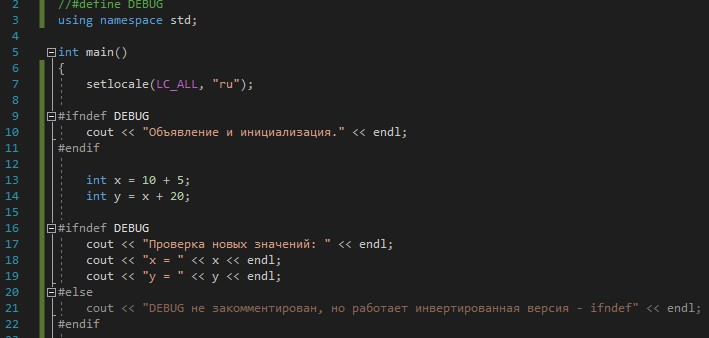 2 //#define DEBUG
3 using namespace std;
4
5 int main()
6 {
7 setlocale(LC_ALL, "ru");
8
9 #ifndef DEBUG
10 cout << "Объявление и инициализация." << endl;
11 #endif
12
13 int x = 10 + 5;
14 int y = x + 20;
15
16 #ifndef DEBUG
17 cout << "Проверка новых значений: " << endl;
18 cout << "x = " << x << endl;
19 cout << "y = " << y << endl;
20 #else
21 cout << "DEBUG не закомментирован, но работает инвертированная версия - ifndef" << endl;
22 #endif